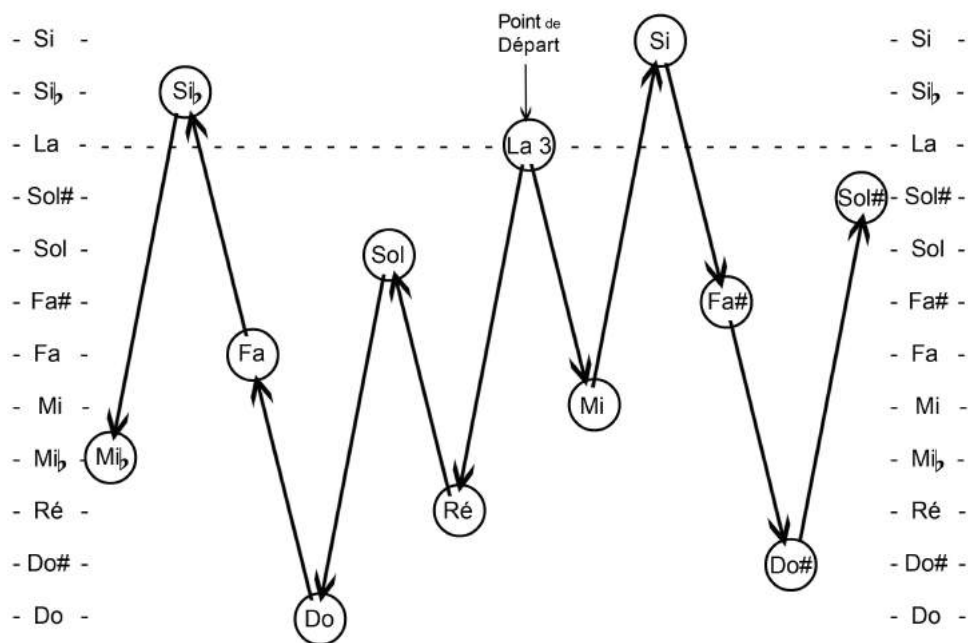 Point de
Départ
- Si -
Si
- Si -
- Si♭ -
Si♭
- Si♭ -
- La -
La 3
- La -
- Sol# -
Sol#
- Sol# -
- Sol -
Sol
- Sol -
- Fa# -
Fa#
- Fa# -
- Fa -
Fa
- Fa -
- Mi -
Mi
- Mi -
- Mi♭ -
Mi♭
- Mi♭ -
- Ré -
Ré
- Ré -
- Do# -
Do#
- Do# -
- Do -
Do
- Do -